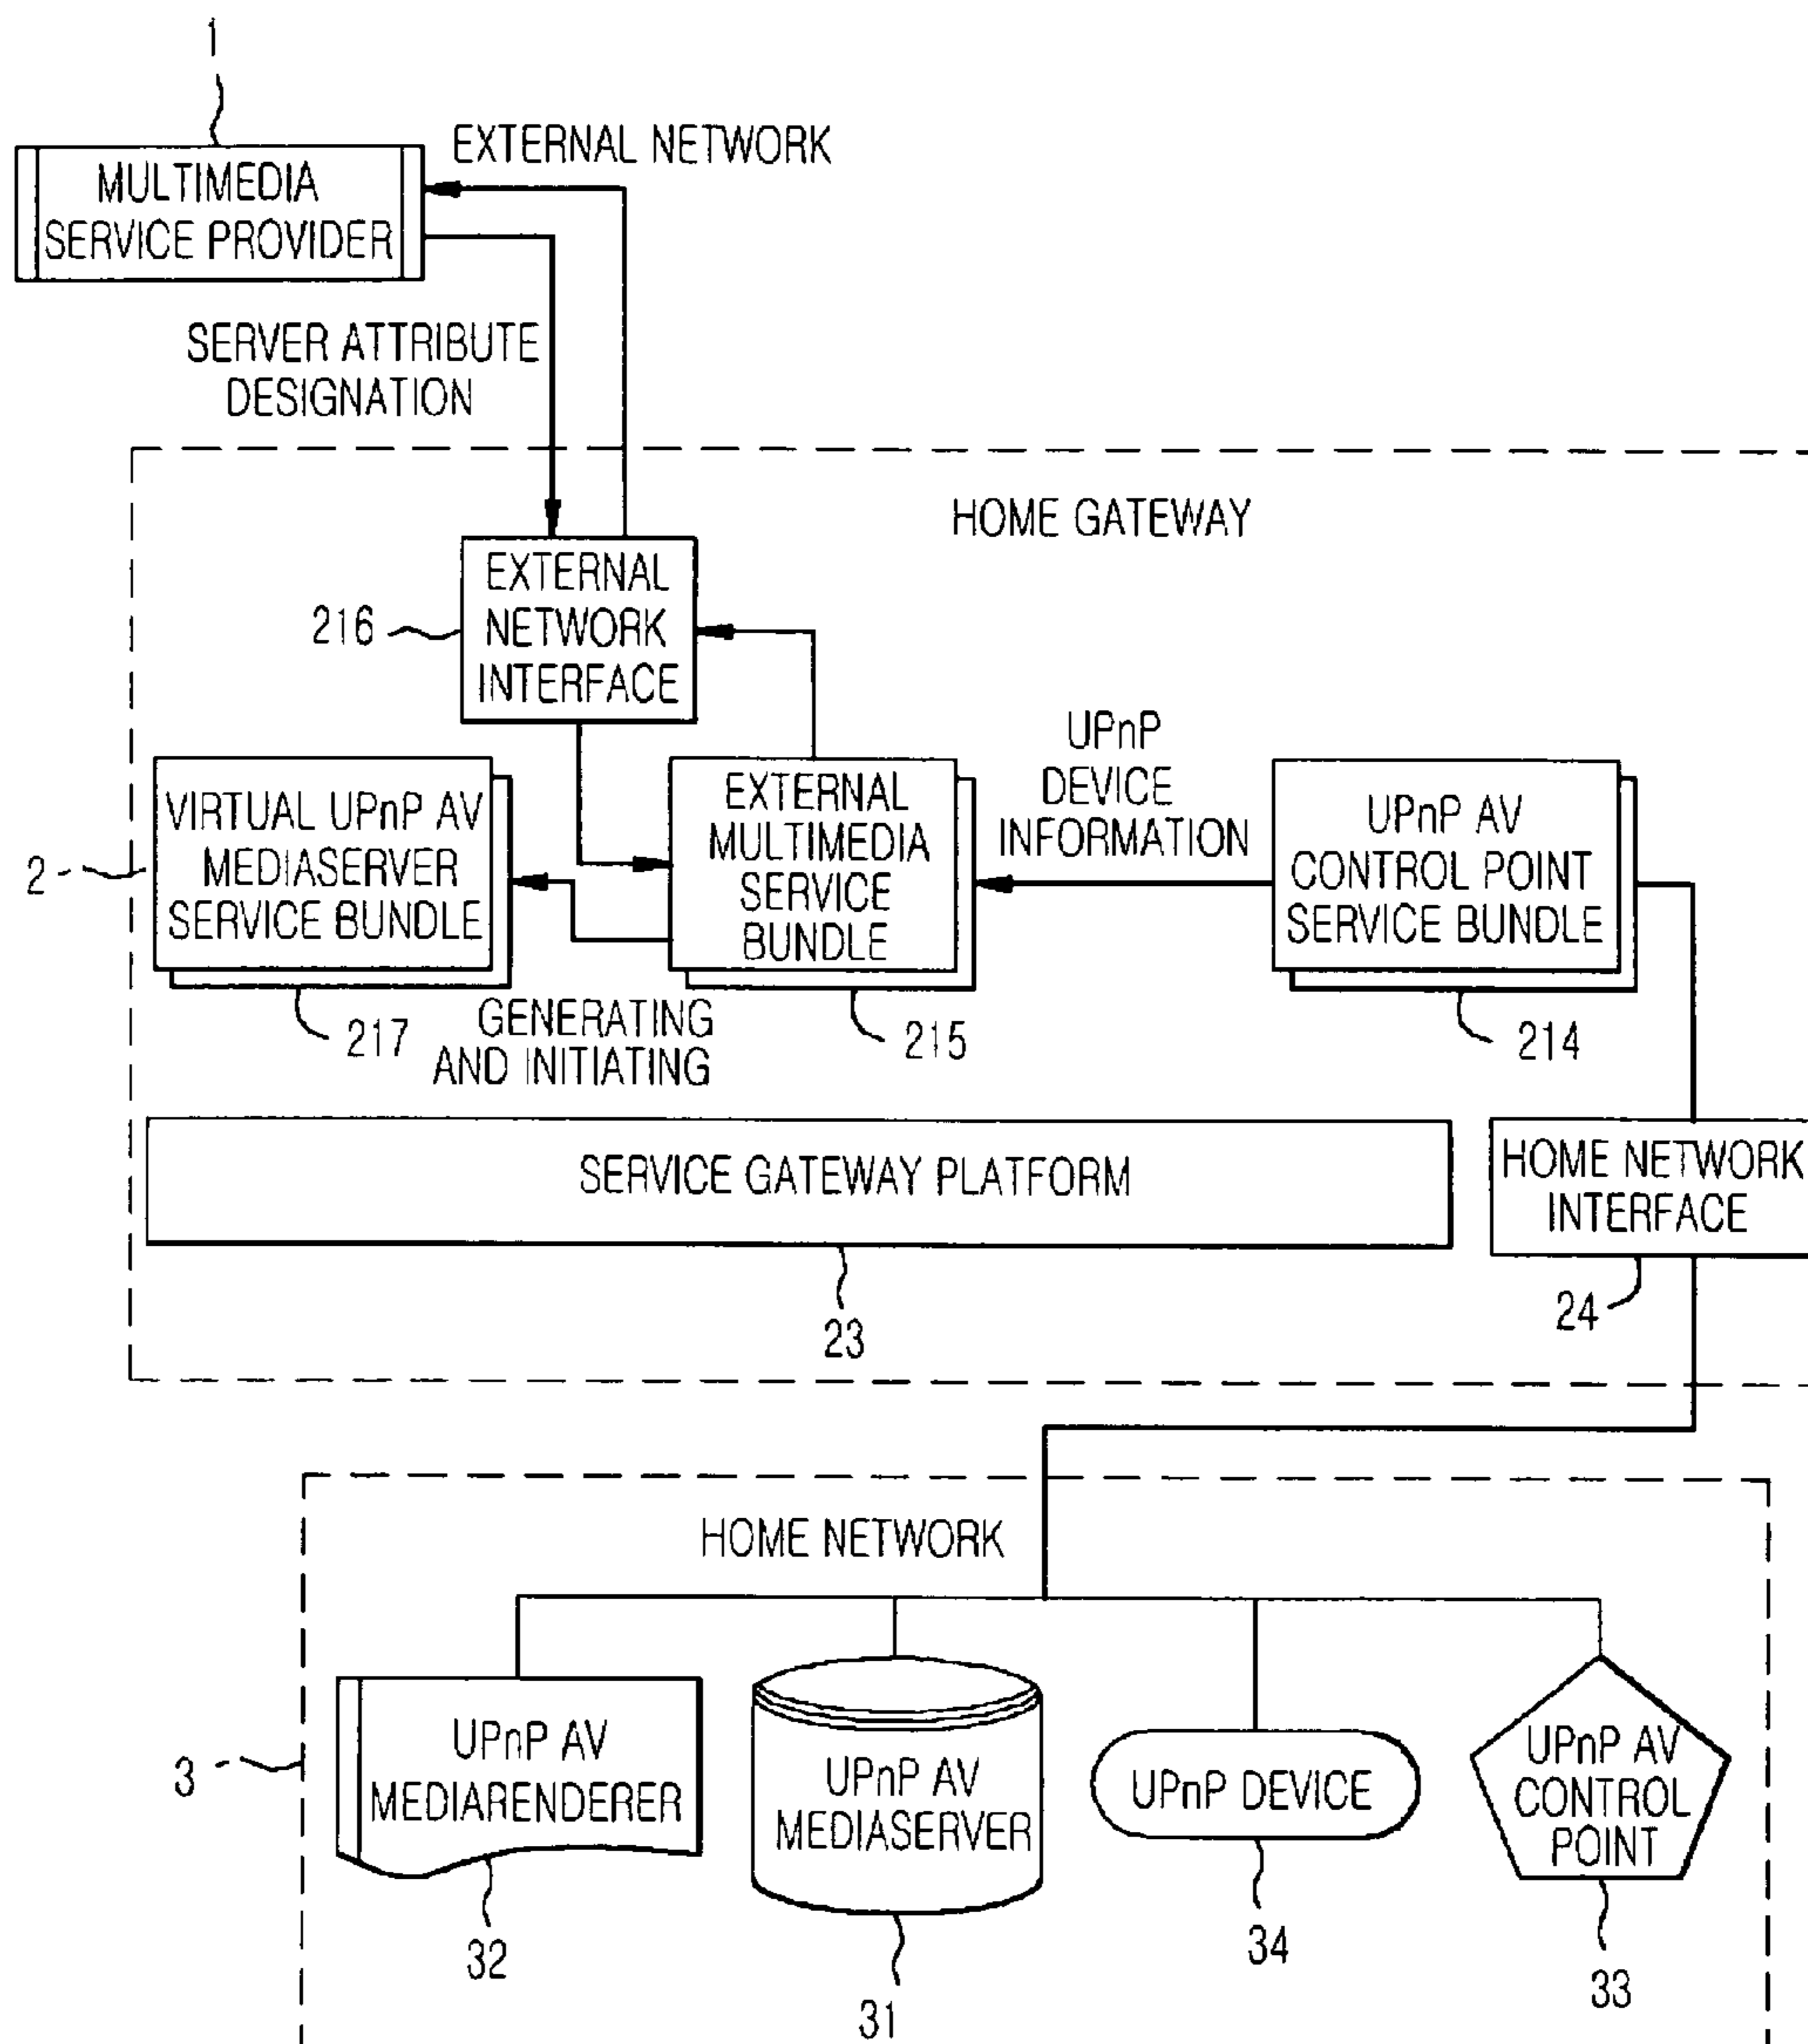 1
EXTERNAL NETWORK
MULTIMEDIA
SERVICE PROVIDER
SERVER ATTRIBUTE
DESIGNATION
HOME GATEWAY
EXTERNAL
NETWORK
INTERFACE
216
UPnP
DEVICE
INFORMATION
VIRTUAL UPnP AV
MEDIASERVER
SERVICE BUNDLE
2
EXTERNAL
MULTIMEDIA
SERVICE
BUNDLE
UPnP AV
CONTROL POINT
SERVICE BUNDLE
217
GENERATING
AND INITIATING
215
214
SERVICE GATEWAY PLATFORM
HOME NETWORK
INTERFACE
23
24
HOME NETWORK
3
UPnP AV
MEDIARENDERER
UPnP AV
MEDIASERVER
UPnP DEVICE
UPnP AV
CONTROL
POINT
32
31
34
33